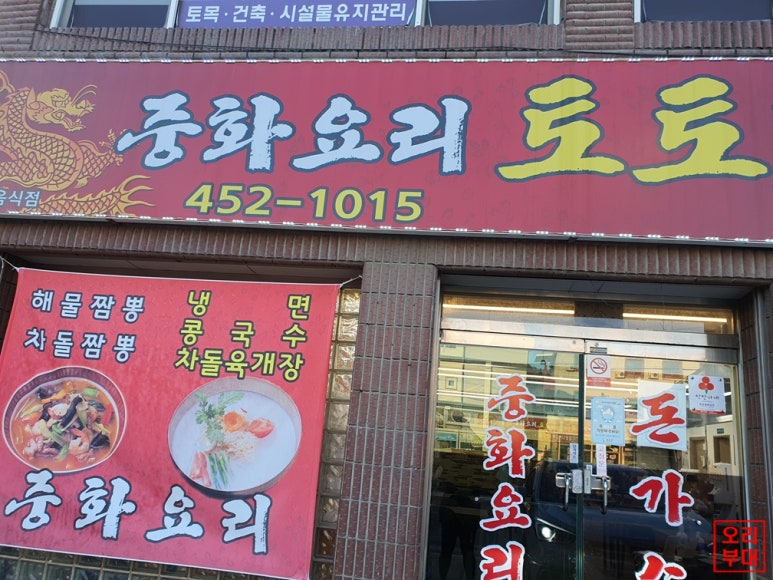 토목·건축·시설물유지관리
중화요리 토토
음식점
452-1015
해물짬뽕
차돌짬뽕
냉면
콩국수
차돌육개장
중화요리
중화요리
돈가
오리
부대